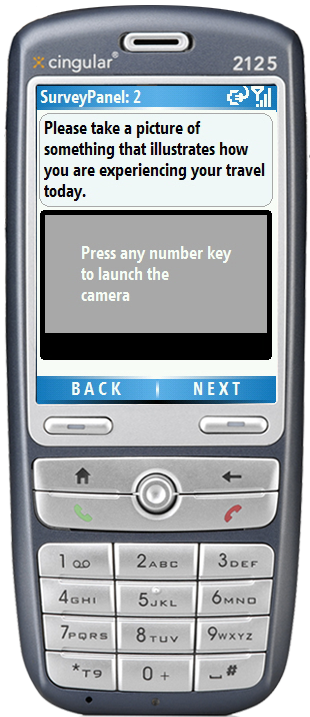 cingular®
2125
SurveyPanel: 2
Please take a picture of
something that illustrates how
you are experiencing your travel
today.
Press any number key
to launch the
camera
BACK NEXT
1 2ABC 3DEF
4GHI 5JKL 6MNO
7PQRS 8TUV 9WXYZ
*T9 0+ #